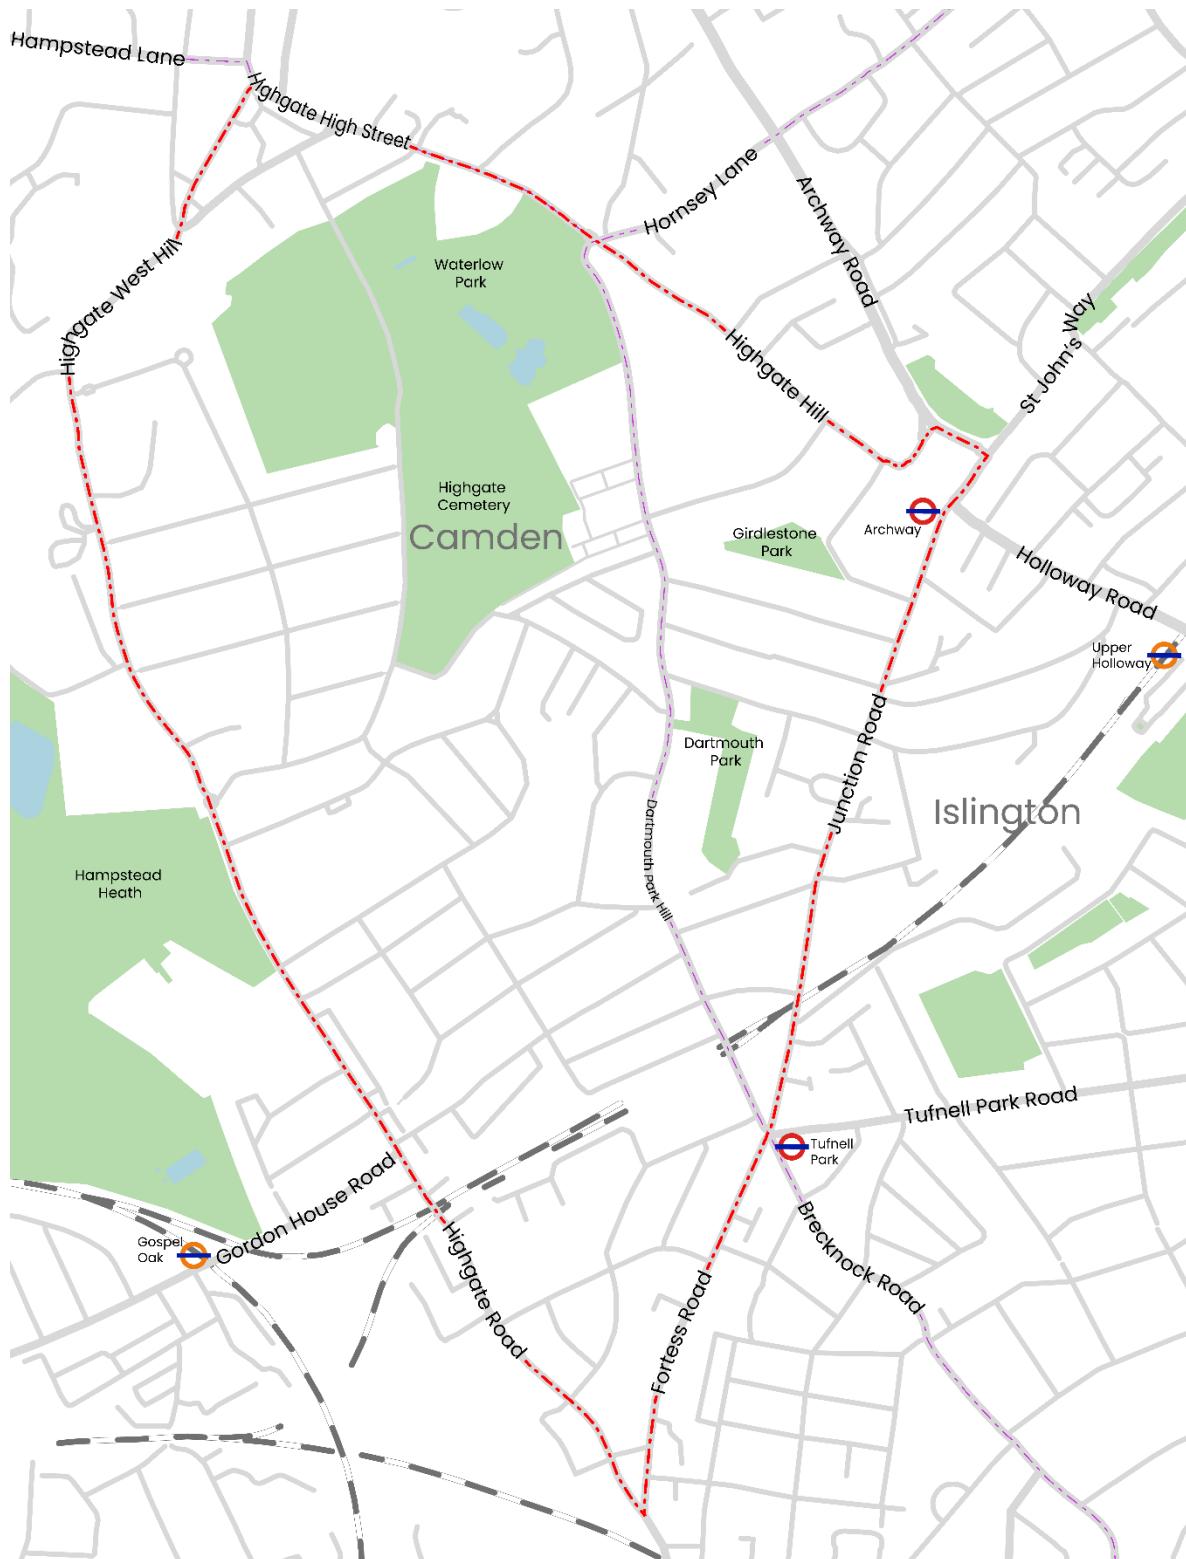 Hampstead Lane
Highgate High Street
Hornsey Lane
Archway Road
Highgate West Hill
Waterlow
Park
St John's Way
Highgate Hill
Highgate
Cemetery
Camden
Girdlestone
Park
Archway
Holloway Road
Upper
Holloway
Junction Road
Dartmouth
Park
Dartmouth Park Hill
Islington
Hampstead
Heath
Tufnell Park Road
Tufnell
Park
Gordon House Road
Gospel
Oak
Highgate Road
Brecknock Road
Fortess Road